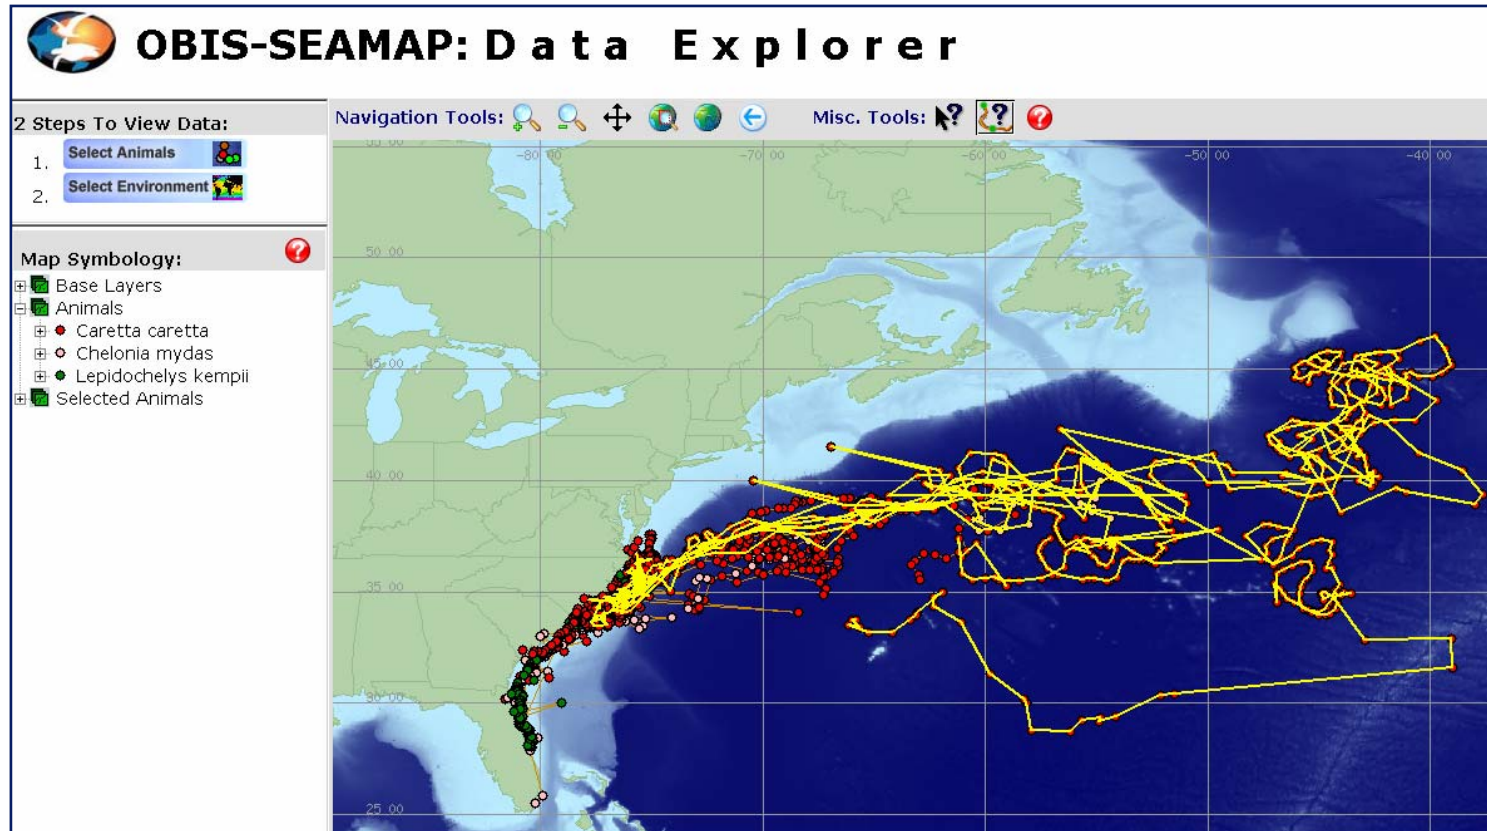 OBIS-SEAMAP: Data Explorer
2 Steps To View Data:
1. Select Animals
2. Select Environment
Map Symbology:
Base Layers
Animals
Caretta caretta
Chelonia mydas
Lepidochelys kempii
Selected Animals
Navigation Tools: Misc. Tools:
55 00
-80 00 -70 00 -60 00 -50 00 -40 00
50 00
45 00
40 00
35 00
30 00
25 00